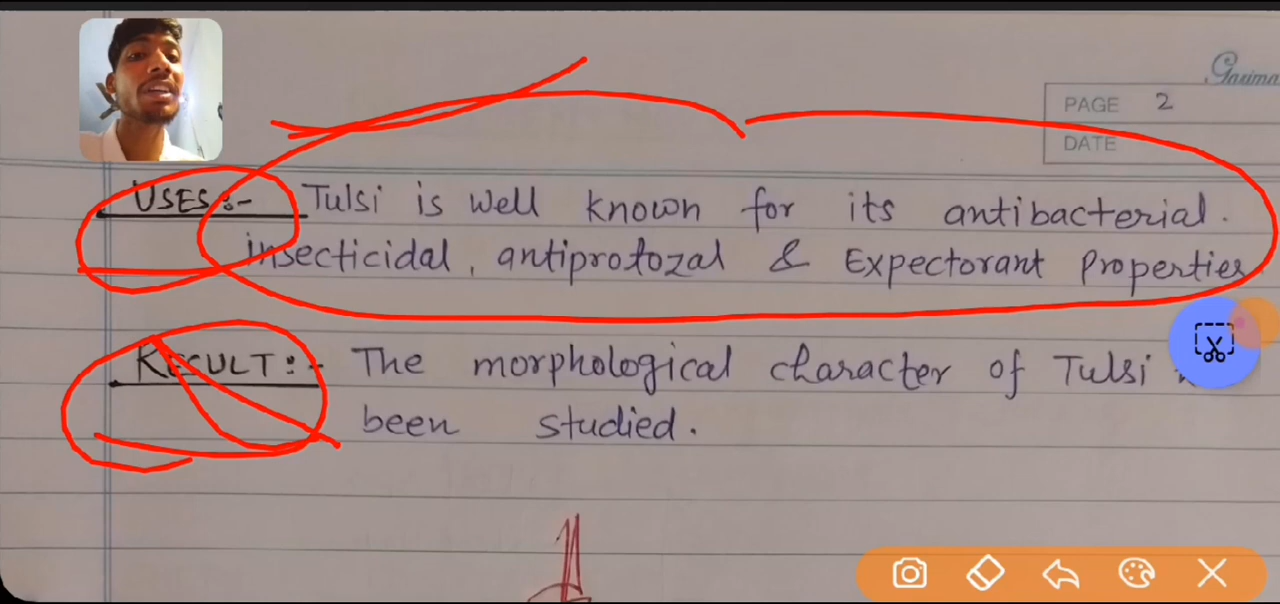 Garima
PAGE 2
DATE
USES:- Tulsi is well known for its antibacterial.
insecticidal, antiprotozal & Expectorant Properties
RESULT:- The morphological character of Tulsi
been studied.